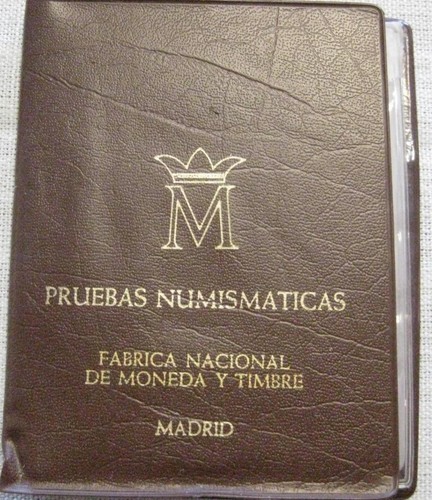 M
PRUEBAS NUMISMATICAS
FABRICA NACIONAL
DE MONEDA Y TIMBRE
MADRID